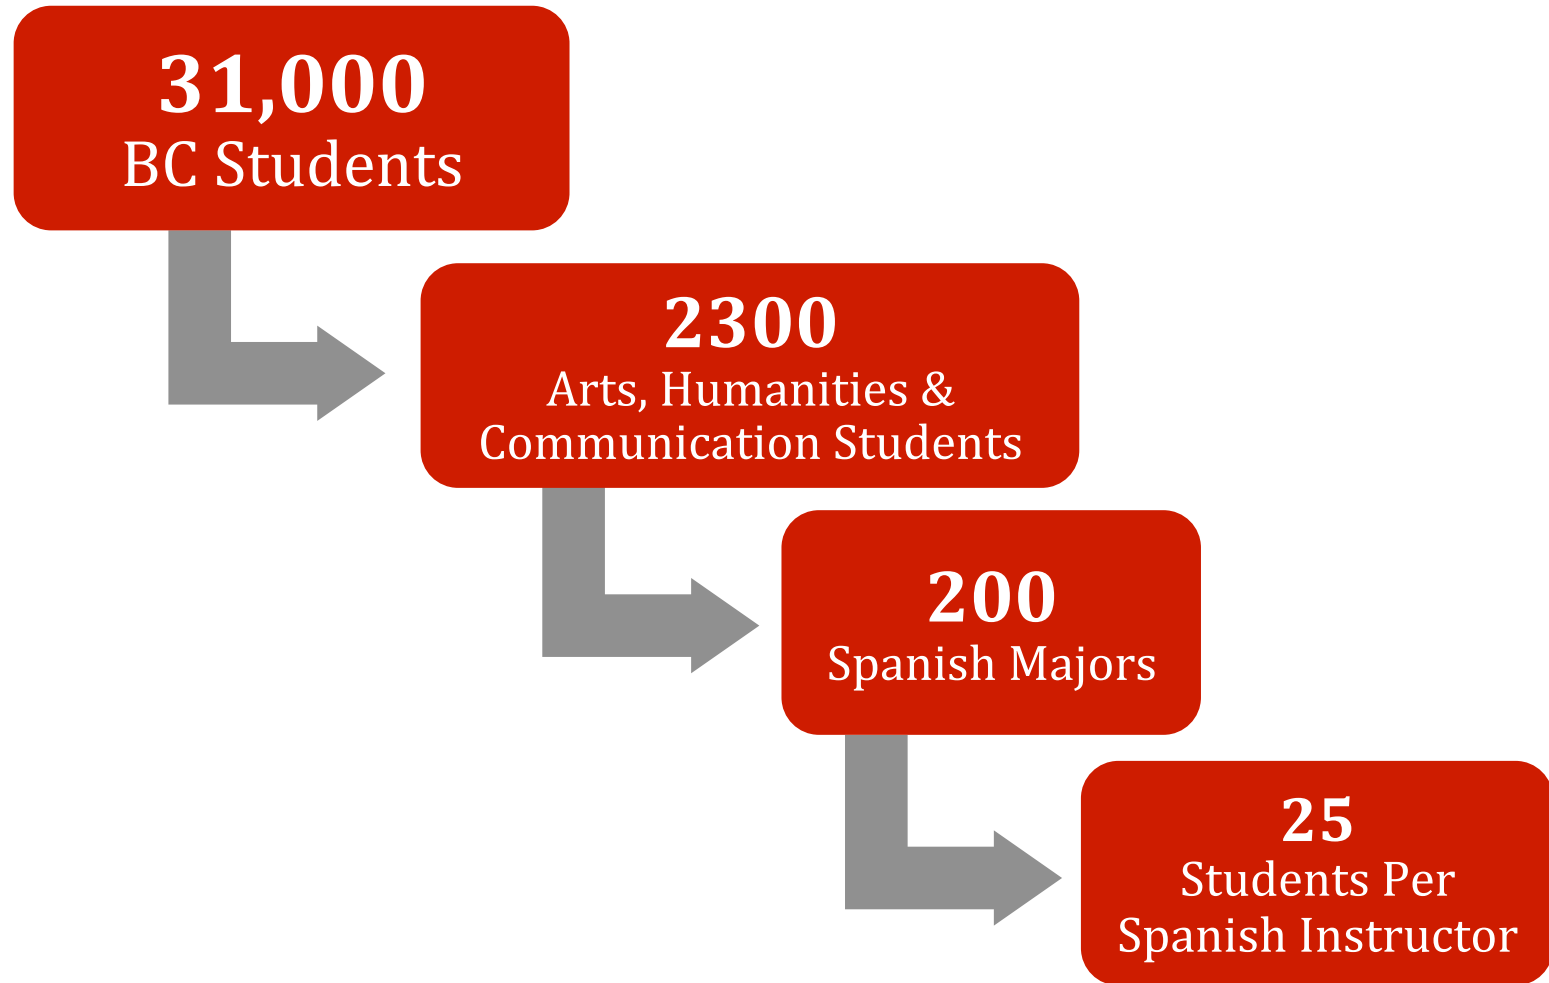 31,000
BC Students
2300
Arts, Humanities &
Communication Students
200
Spanish Majors
25
Students Per
Spanish Instructor